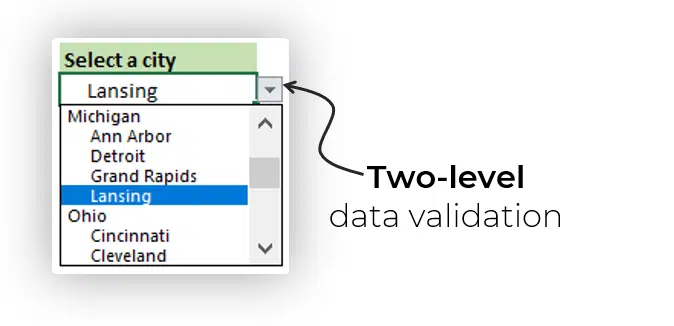 Select a city
Lansing
Michigan
Ann Arbor
Detroit
Grand Rapids
Lansing
Ohio
Cincinnati
Cleveland
Two-level
data validation